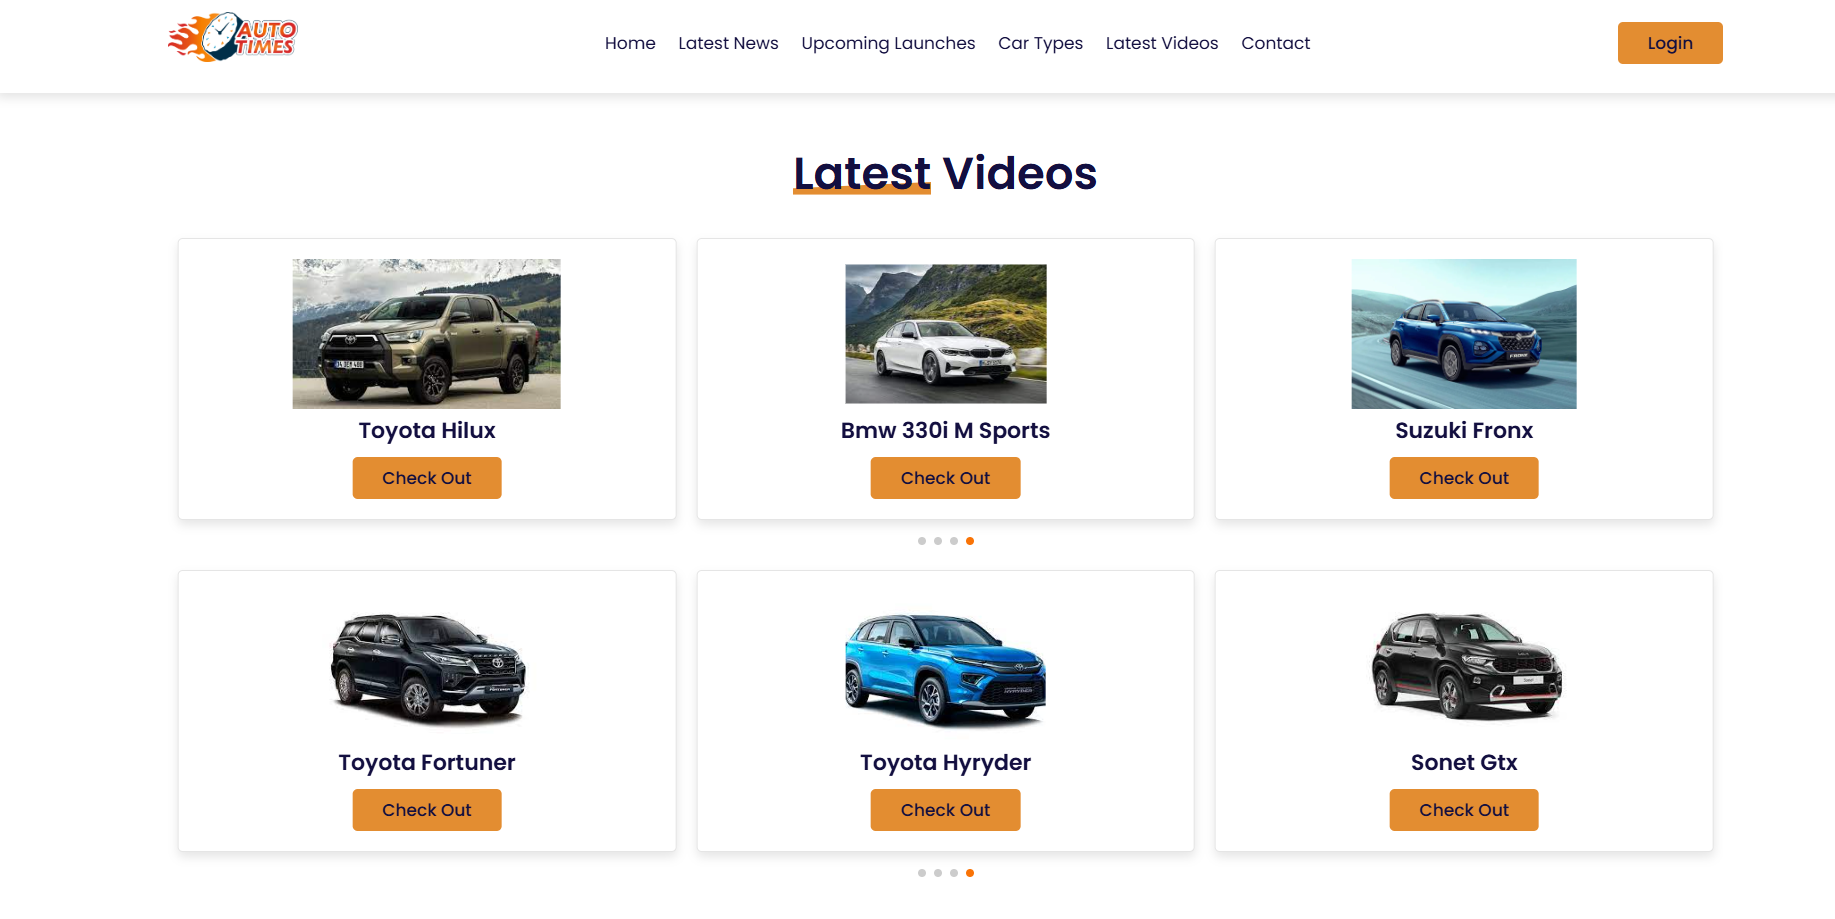 AUTO
TIMES
Home Latest News Upcoming Launches Car Types Latest Videos Contact
Login
Latest Videos
Toyota Hilux
Check Out
Bmw 330i M Sports
Check Out
Suzuki Fronx
Check Out
Toyota Fortuner
Check Out
Toyota Hyryder
Check Out
Sonet Gtx
Check Out